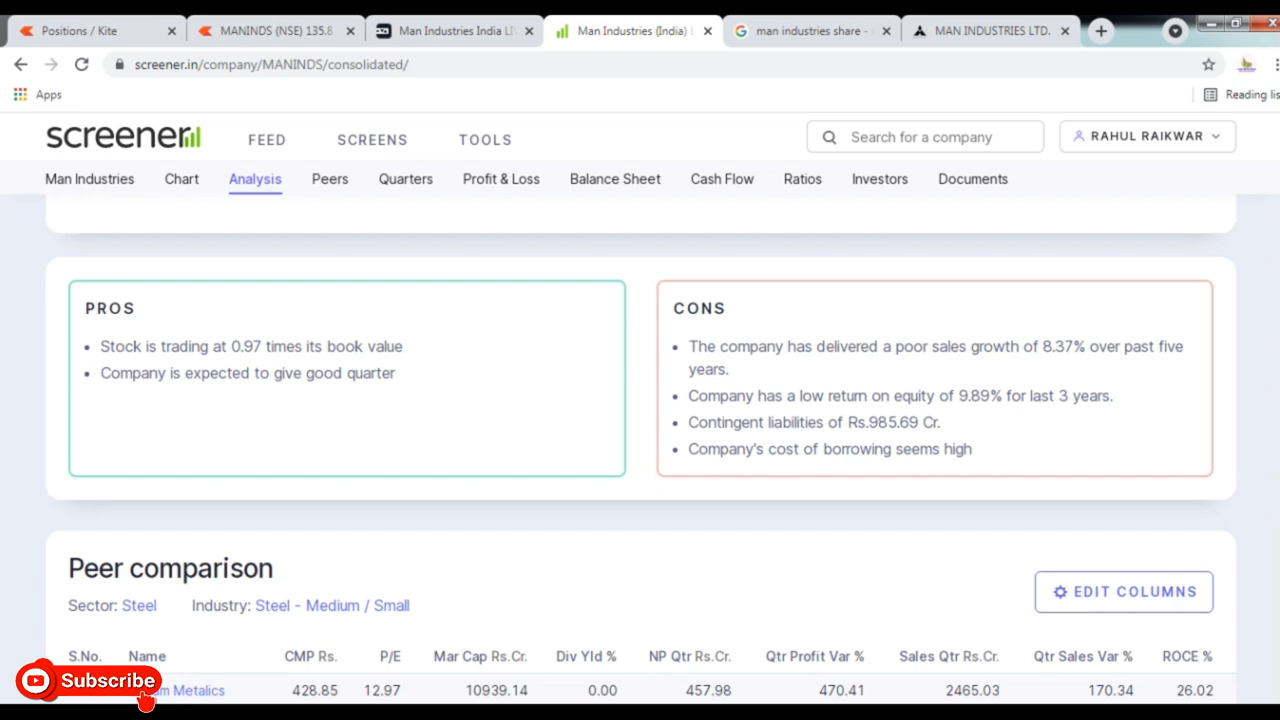 Positions / Kite
MANINDS (NSE) 135.8
Man Industries India L
Man Industries (India) L
man industries share -
MAN INDUSTRIES LTD.
screener.in/company/MANINDS/consolidated/
Apps
Reading lis
screener
FEED
SCREENS
TOOLS
Search for a company
RAHUL RAIKWAR
Man Industries
Chart
Analysis
Peers
Quarters
Profit & Loss
Balance Sheet
Cash Flow
Ratios
Investors
Documents
PROS
• Stock is trading at 0.97 times its book value
• Company is expected to give good quarter
CONS
• The company has delivered a poor sales growth of 8.37% over past five
years.
• Company has a low return on equity of 9.89% for last 3 years.
• Contingent liabilities of Rs.985.69 Cr.
• Company's cost of borrowing seems high
Peer comparison
Sector: Steel Industry: Steel - Medium / Small
EDIT COLUMNS
S.No. Name CMP Rs. P/E Mar Cap Rs.Cr. Div Yld % NP Qtr Rs.Cr. Qtr Profit Var % Sales Qtr Rs.Cr. Qtr Sales Var % ROCE %
Metalics 428.85 12.97 10939.14 0.00 457.98 470.41 2465.03 170.34 26.02
Subscribe